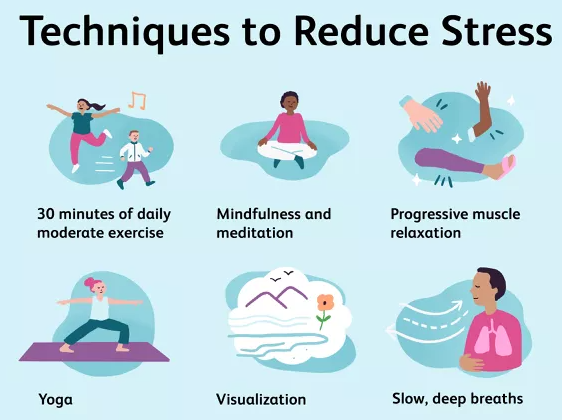 Techniques to Reduce Stress
30 minutes of daily
moderate exercise
Mindfulness and
meditation
Progressive muscle
relaxation
Yoga
Visualization
Slow, deep breaths